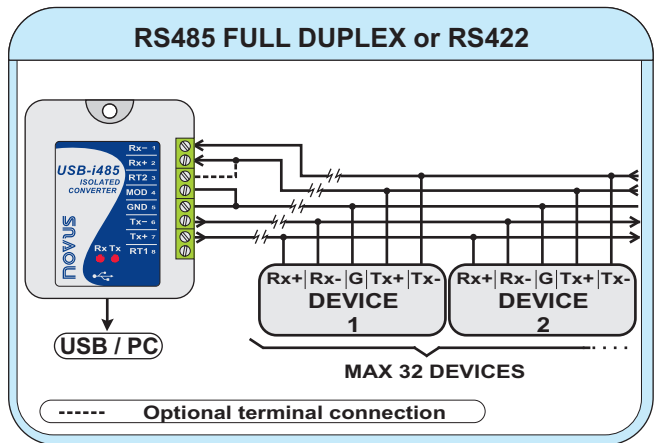 RS485 FULL DUPLEX or RS422
Rx– 1
Rx+ 2
RT2 3
MOD 4
GND 5
Tx– 6
Tx+ 7
RT1 8
USB-i485
ISOLATED
CONVERTER
NOVUS
Rx Tx
USB / PC
Rx+|Rx-|G|Tx+|Tx-
DEVICE
1
Rx+|Rx-|G|Tx+|Tx-
DEVICE
2
MAX 32 DEVICES
------ Optional terminal connection